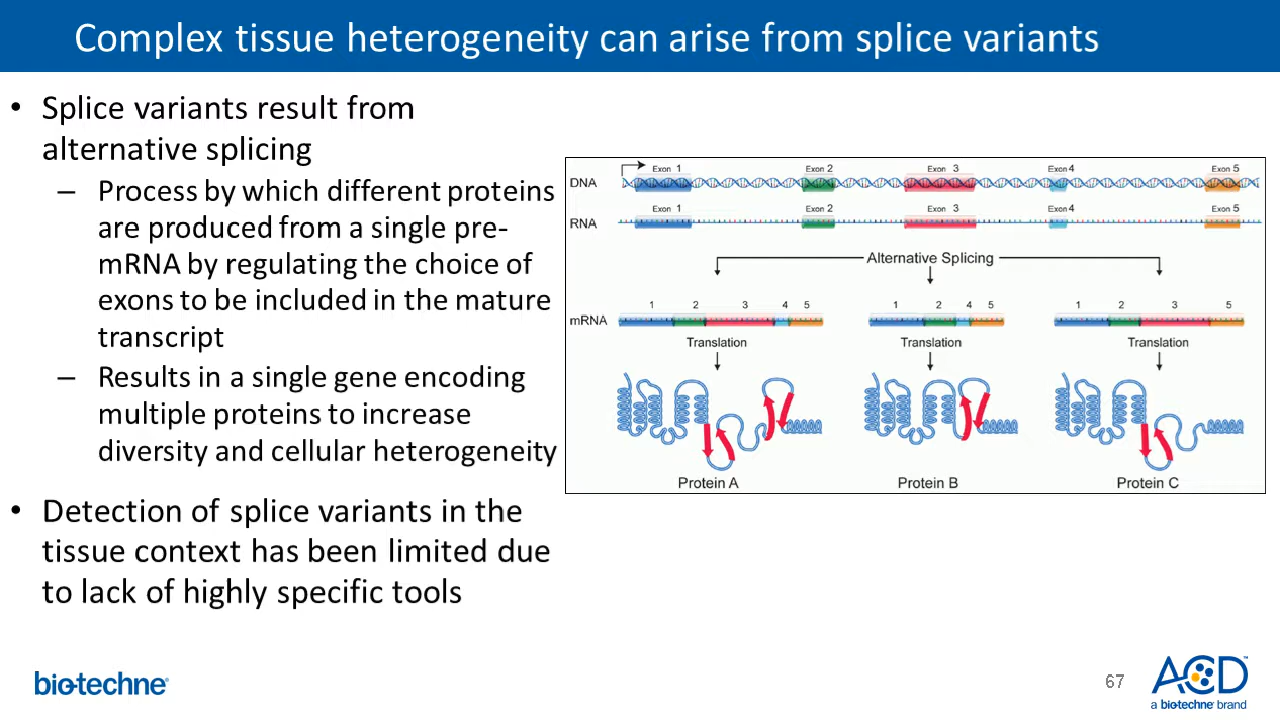 Complex tissue heterogeneity can arise from splice variants
• Splice variants result from
alternative splicing
– Process by which different proteins
are produced from a single pre-
mRNA by regulating the choice of
exons to be included in the mature
transcript
– Results in a single gene encoding
multiple proteins to increase
diversity and cellular heterogeneity
• Detection of splice variants in the
tissue context has been limited due
to lack of highly specific tools
Exon 1 Exon 2 Exon 3 Exon 4 Exon 5
DNA
Exon 1 Exon 2 Exon 3 Exon 4 Exon 5
RNA
Alternative Splicing
1 2 3 4 5 1 2 4 5 1 2 3 5
mRNA
Translation Translation Translation
Protein A Protein B Protein C
bio-techne®
67
ACD™
a bio-techne® brand